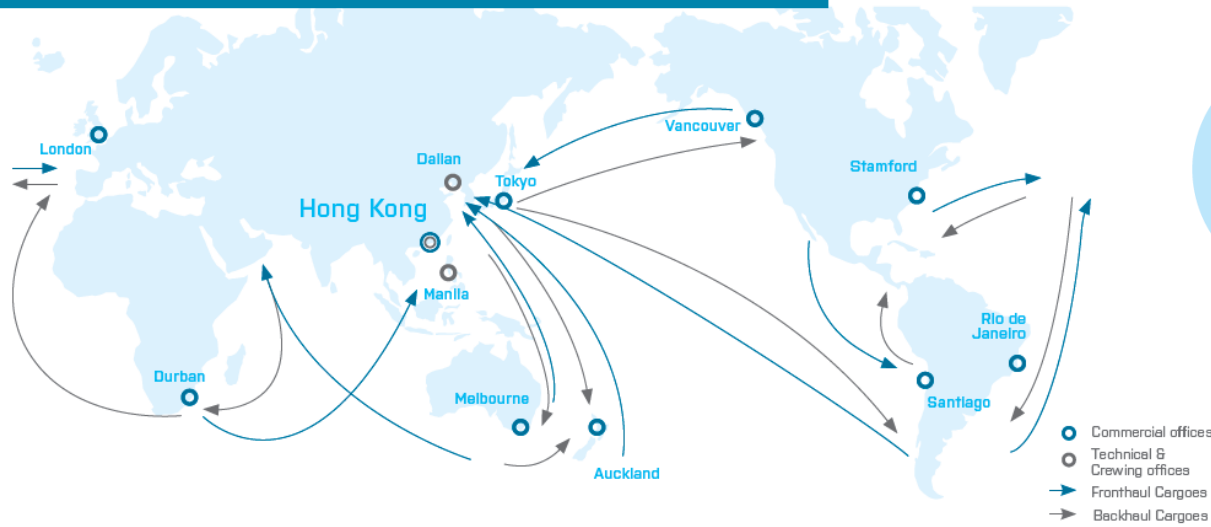 London
Dalian
Tokyo
Hong Kong
Manila
Durban
Melbourne
Auckland
Vancouver
Stamford
Rio de
Janeiro
Santiago
Commercial offices
Technical &
Crewing offices
Fronthaul Cargoes
Backhaul Cargoes